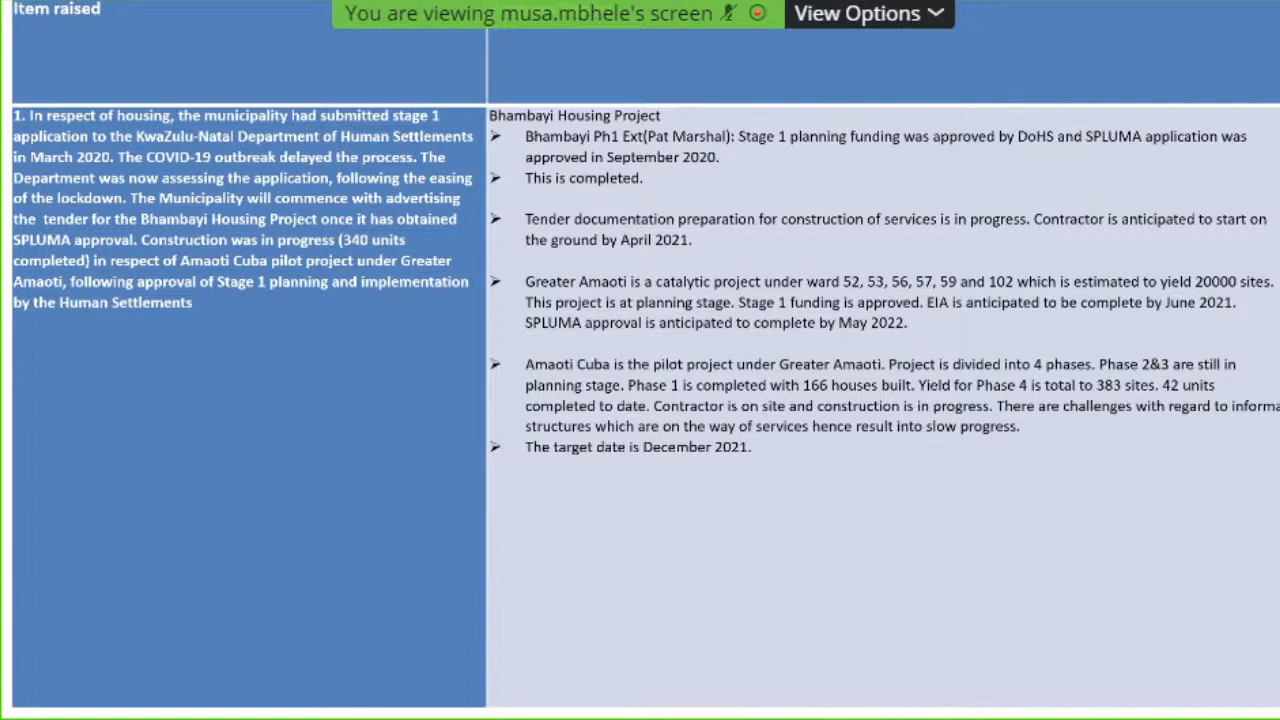 Item raised
You are viewing musa.mbhele's screen
View Options
1. In respect of housing, the municipality had submitted stage 1
application to the KwaZulu-Natal Department of Human Settlements
in March 2020. The COVID-19 outbreak delayed the process. The
Department was now assessing the application, following the easing
of the lockdown. The Municipality will commence with advertising
the tender for the Bhambayi Housing Project once it has obtained
SPLUMA approval. Construction was in progress (340 units
completed) in respect of Amaoti Cuba pilot project under Greater
Amaoti, following approval of Stage 1 planning and implementation
by the Human Settlements
Bhambayi Housing Project
➢ Bhambayi Ph1 Ext(Pat Marshal): Stage 1 planning funding was approved by DoHS and SPLUMA application was
approved in September 2020.
➢ This is completed.
➢ Tender documentation preparation for construction of services is in progress. Contractor is anticipated to start on
the ground by April 2021.
➢ Greater Amaoti is a catalytic project under ward 52, 53, 56, 57, 59 and 102 which is estimated to yield 20000 sites.
This project is at planning stage. Stage 1 funding is approved. EIA is anticipated to be complete by June 2021.
SPLUMA approval is anticipated to complete by May 2022.
➢ Amaoti Cuba is the pilot project under Greater Amaoti. Project is divided into 4 phases. Phase 2&3 are still in
planning stage. Phase 1 is completed with 166 houses built. Yield for Phase 4 is total to 383 sites. 42 units
completed to date. Contractor is on site and construction is in progress. There are challenges with regard to informa
structures which are on the way of services hence result into slow progress.
➢ The target date is December 2021.